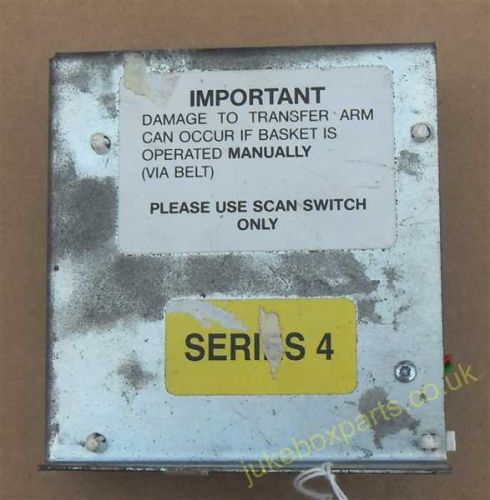 IMPORTANT
DAMAGE TO TRANSFER ARM
CAN OCCUR IF BASKET IS
OPERATED MANUALLY
(VIA BELT)
PLEASE USE SCAN SWITCH
ONLY
SERIES 4
jukeboxparts.co.uk